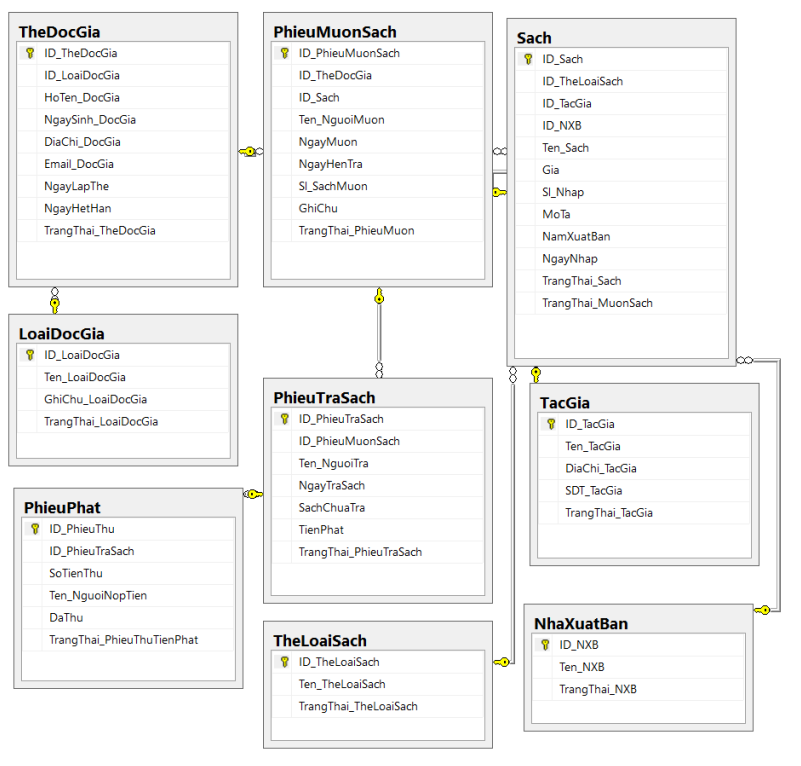 TheDocGia
ID_TheDocGia
ID_LoaiDocGia
HoTen_DocGia
NgaySinh_DocGia
DiaChi_DocGia
Email_DocGia
NgayLapThe
NgayHetHan
TrangThai_TheDocGia
PhieuMuonSach
ID_PhieuMuonSach
ID_TheDocGia
ID_Sach
Ten_NguoiMuon
NgayMuon
NgayHenTra
Sl_SachMuon
GhiChu
TrangThai_PhieuMuon
Sach
ID_Sach
ID_TheLoaiSach
ID_TacGia
ID_NXB
Ten_Sach
Gia
Sl_Nhap
MoTa
NamXuatBan
NgayNhap
TrangThai_Sach
TrangThai_MuonSach
LoaiDocGia
ID_LoaiDocGia
Ten_LoaiDocGia
GhiChu_LoaiDocGia
TrangThai_LoaiDocGia
PhieuTraSach
ID_PhieuTraSach
ID_PhieuMuonSach
Ten_NguoiTra
NgayTraSach
SachChuaTra
TienPhat
TrangThai_PhieuTraSach
TacGia
ID_TacGia
Ten_TacGia
DiaChi_TacGia
SDT_TacGia
TrangThai_TacGia
PhieuPhat
ID_PhieuThu
ID_PhieuTraSach
SoTienThu
Ten_NguoiNopTien
DaThu
TrangThai_PhieuThuTienPhat
TheLoaiSach
ID_TheLoaiSach
Ten_TheLoaiSach
TrangThai_TheLoaiSach
NhaXuatBan
ID_NXB
Ten_NXB
TrangThai_NXB